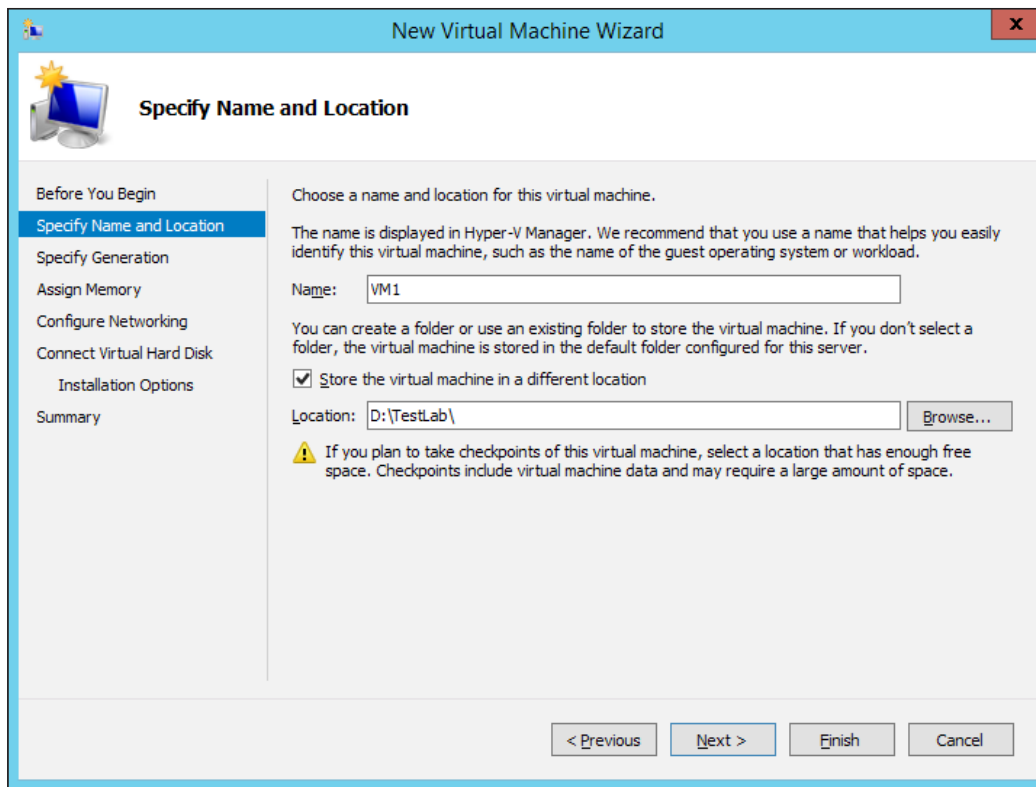 New Virtual Machine Wizard
x
Specify Name and Location
Before You Begin
Specify Name and Location
Specify Generation
Assign Memory
Configure Networking
Connect Virtual Hard Disk
Installation Options
Summary
Choose a name and location for this virtual machine.
The name is displayed in Hyper-V Manager. We recommend that you use a name that helps you easily
identify this virtual machine, such as the name of the guest operating system or workload.
Name: VM1
You can create a folder or use an existing folder to store the virtual machine. If you don’t select a
folder, the virtual machine is stored in the default folder configured for this server.
Store the virtual machine in a different location
Location: D:\TestLab\ Browse...
If you plan to take checkpoints of this virtual machine, select a location that has enough free
space. Checkpoints include virtual machine data and may require a large amount of space.
< Previous Next > Finish Cancel